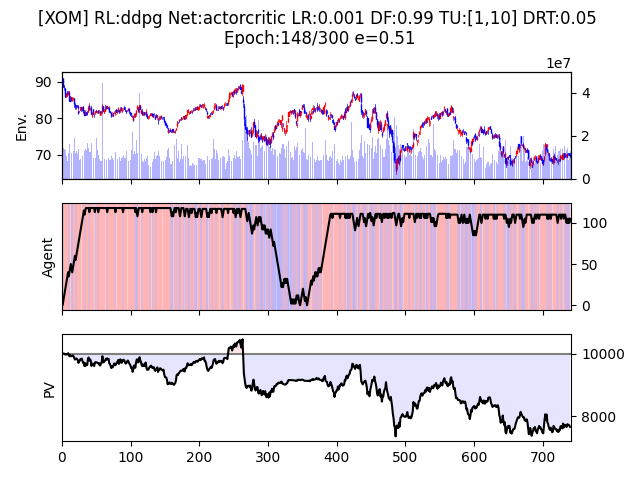 [XOM] RL:ddpg Net:actorcritic LR:0.001 DF:0.99 TU:[1,10] DRT:0.05
Epoch:148/300 e=0.51
1e7
Env.
90
80
70
4
2
0
Agent
100
50
0
PV
10000
8000
0 100 200 300 400 500 600 700